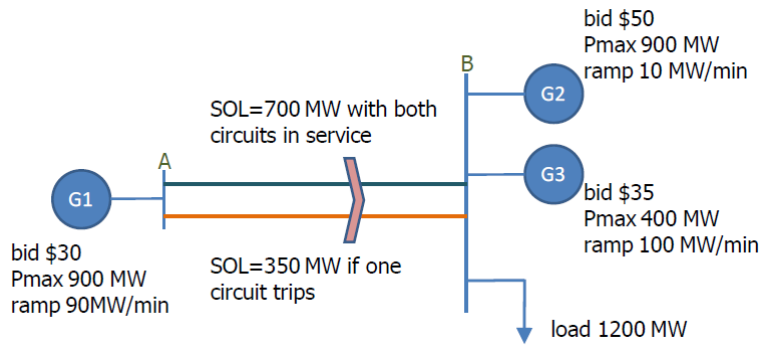 bid $50
Pmax 900 MW
ramp 10 MW/min
B
G2
SOL=700 MW with both
circuits in service
A
G3
G1
bid $35
Pmax 400 MW
ramp 100 MW/min
bid $30
Pmax 900 MW
ramp 90MW/min
SOL=350 MW if one
circuit trips
load 1200 MW